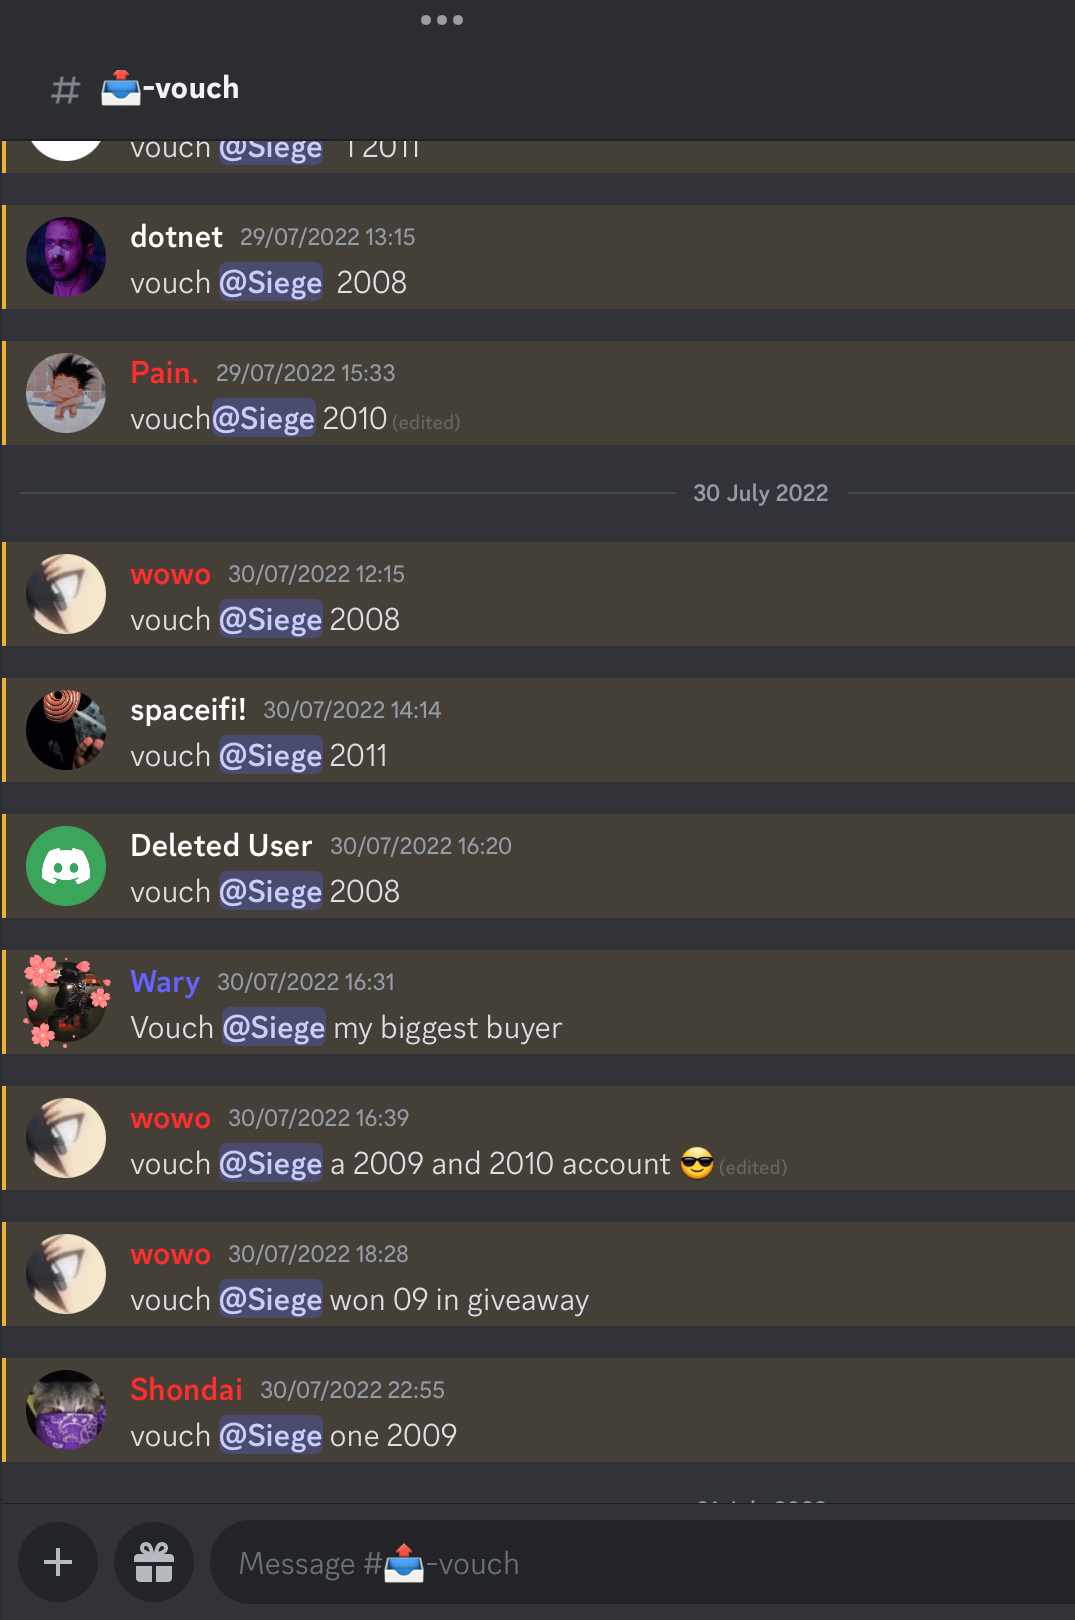 # 📤-vouch
vouch @Siege 1 2011
dotnet 29/07/2022 13:15
vouch @Siege 2008
Pain. 29/07/2022 15:33
vouch@Siege 2010 (edited)
30 July 2022
wowo 30/07/2022 12:15
vouch @Siege 2008
spaceifi! 30/07/2022 14:14
vouch @Siege 2011
Deleted User 30/07/2022 16:20
vouch @Siege 2008
Wary 30/07/2022 16:31
Vouch @Siege my biggest buyer
wowo 30/07/2022 16:39
vouch @Siege a 2009 and 2010 account 😎 (edited)
wowo 30/07/2022 18:28
vouch @Siege won 09 in giveaway
Shondai 30/07/2022 22:55
vouch @Siege one 2009
Message #📤-vouch